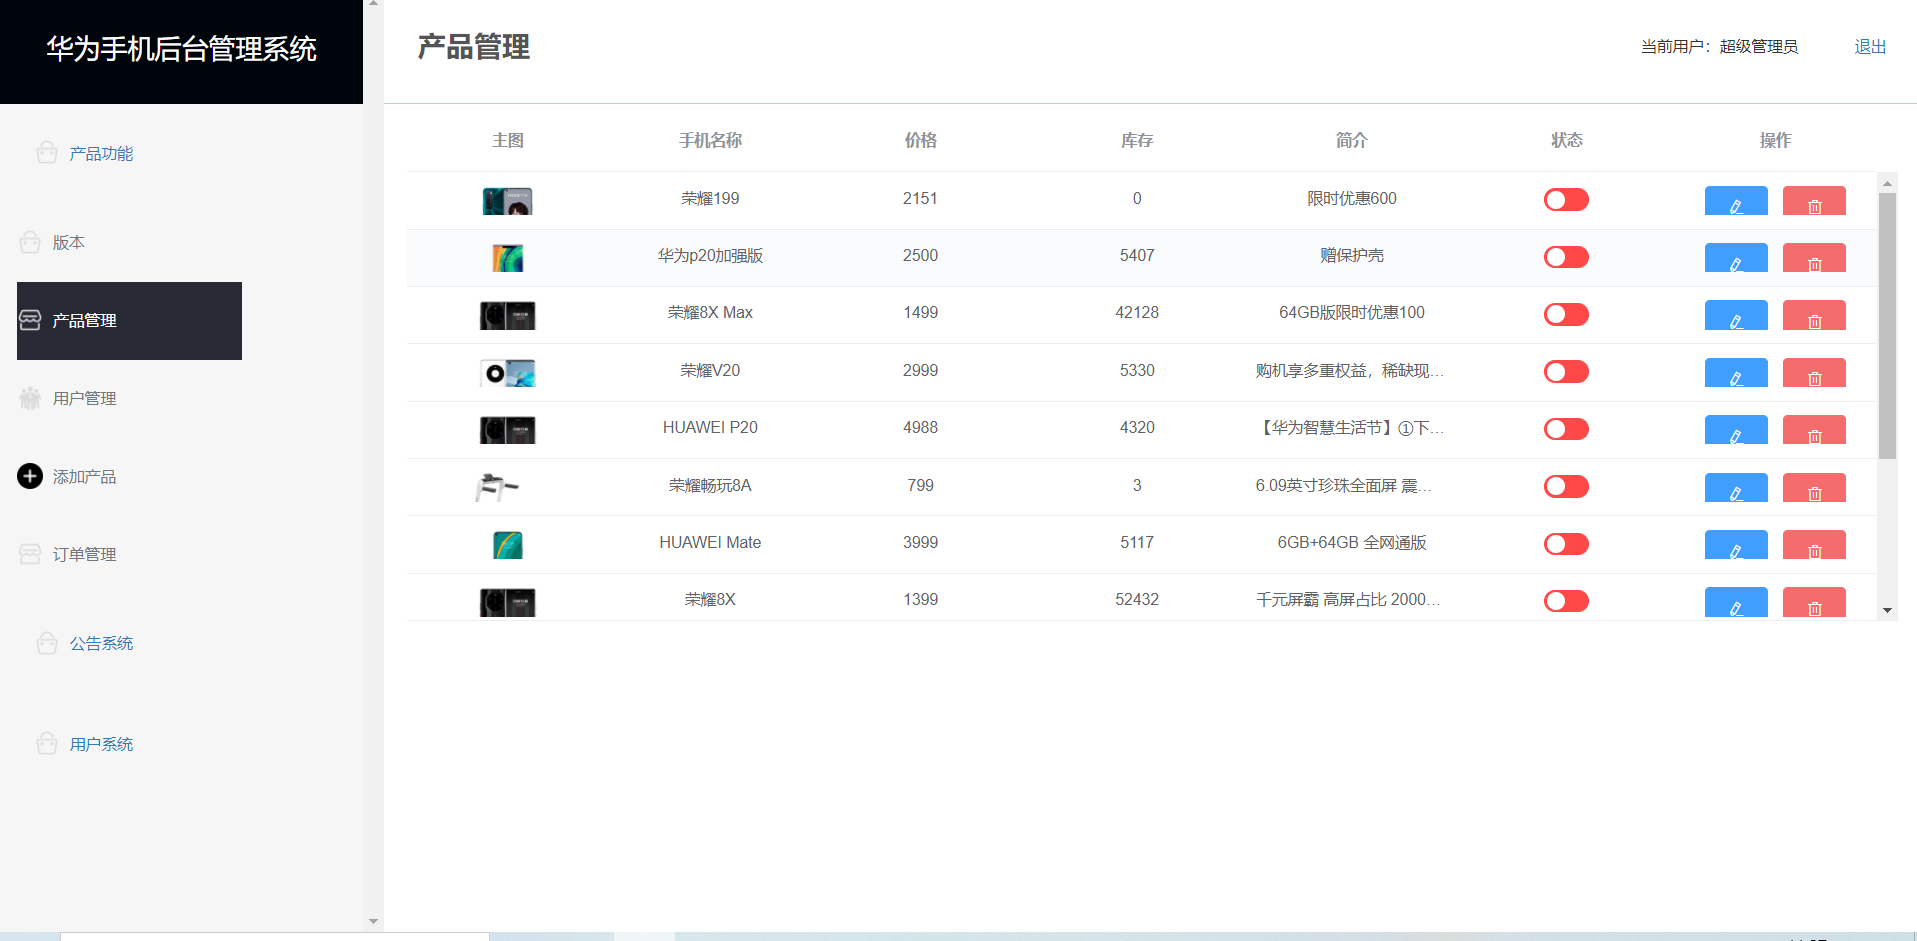 华为手机后台管理系统
产品管理
当前用户：超级管理员 退出
产品功能
版本
产品管理
用户管理
添加产品
订单管理
公告系统
用户系统
主图 手机名称 价格 库存 简介 状态 操作
荣耀199 2151 0 限时优惠600
华为p20加强版 2500 5407 赠保护壳
荣耀8X Max 1499 42128 64GB版限时优惠100
荣耀V20 2999 5330 购机享多重权益，稀缺现…
HUAWEI P20 4988 4320 【华为智慧生活节】①下…
荣耀畅玩8A 799 3 6.09英寸珍珠全面屏 震…
HUAWEI Mate 3999 5117 6GB+64GB 全网通版
荣耀8X 1399 52432 千元屏霸 高屏占比 2000…